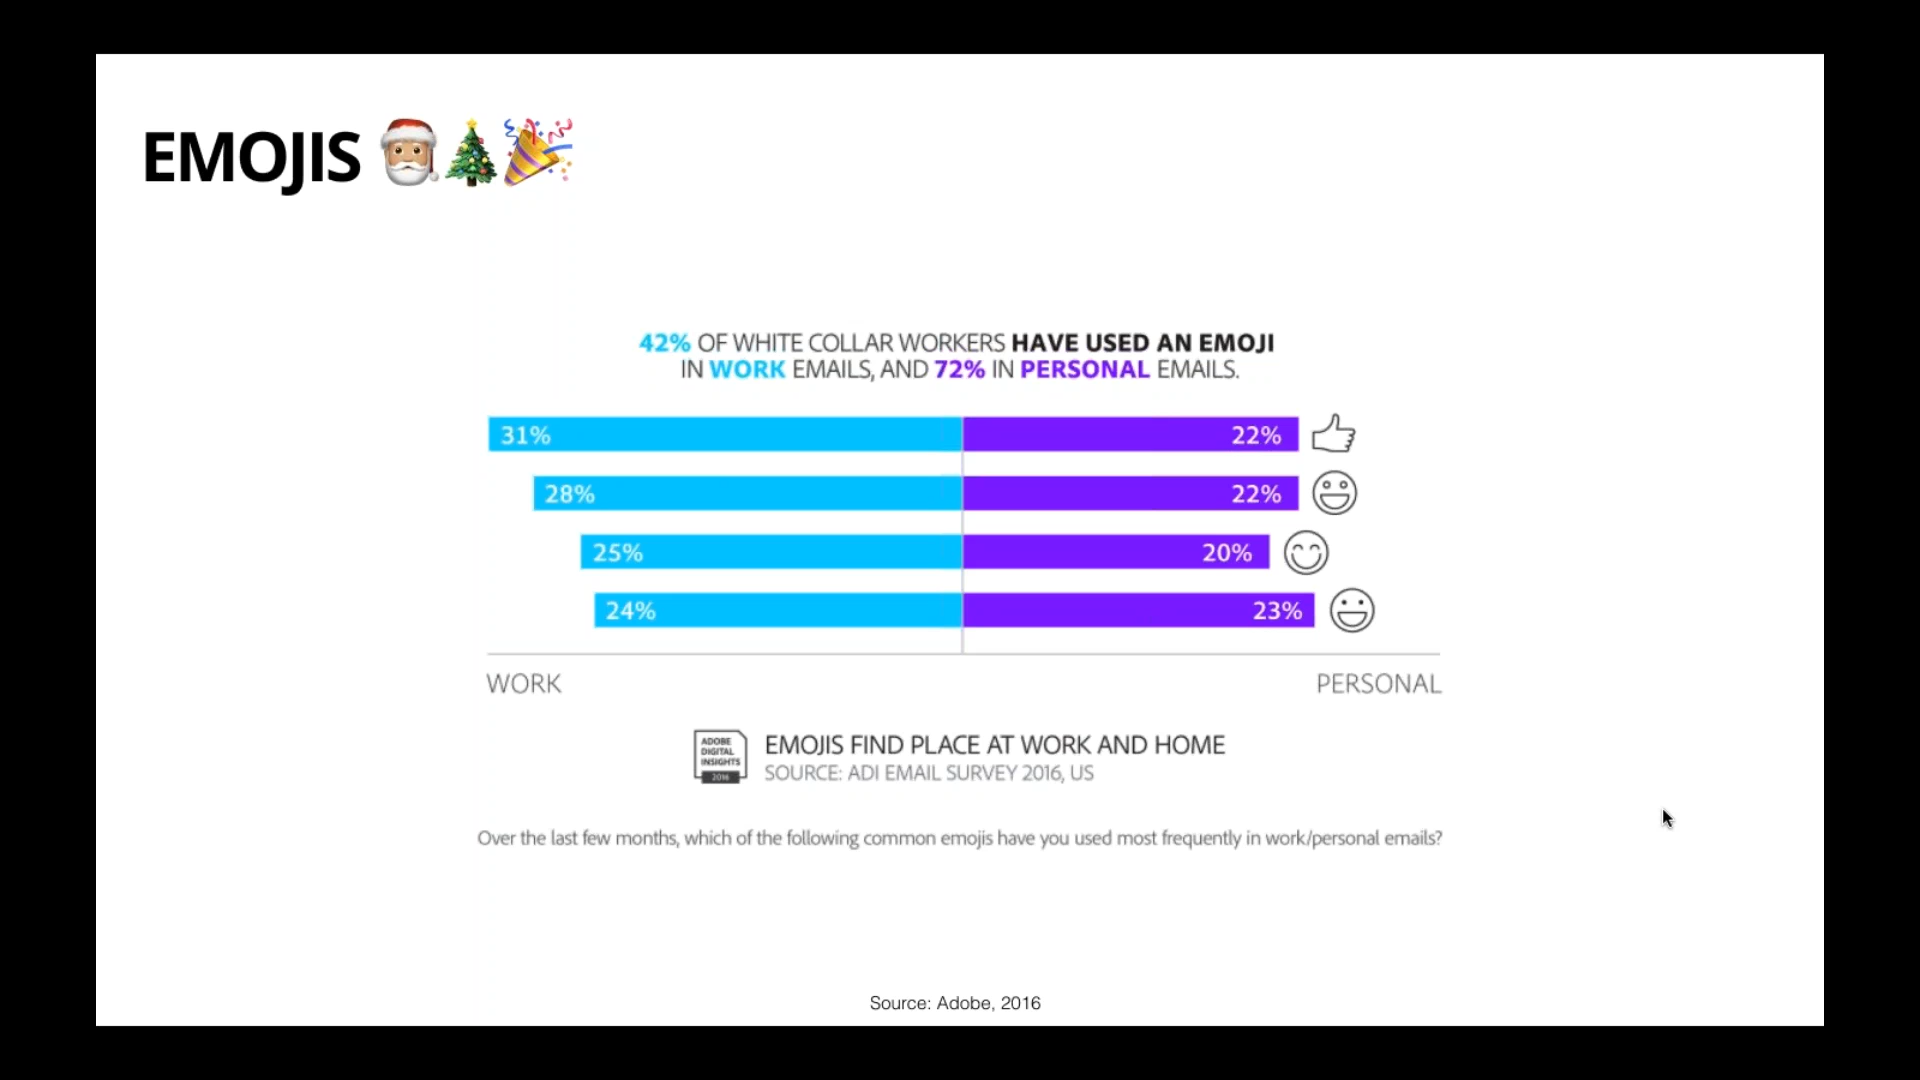 EMOJIS 🎅🏼🎄🎉
42% OF WHITE COLLAR WORKERS HAVE USED AN EMOJI
IN WORK EMAILS, AND 72% IN PERSONAL EMAILS.
31% 22%
28% 22%
25% 20%
24% 23%
WORK PERSONAL
ADOBE
DIGITAL
INSIGHTS
2016
EMOJIS FIND PLACE AT WORK AND HOME
SOURCE: ADI EMAIL SURVEY 2016, US
Over the last few months, which of the following common emojis have you used most frequently in work/personal emails?
Source: Adobe, 2016